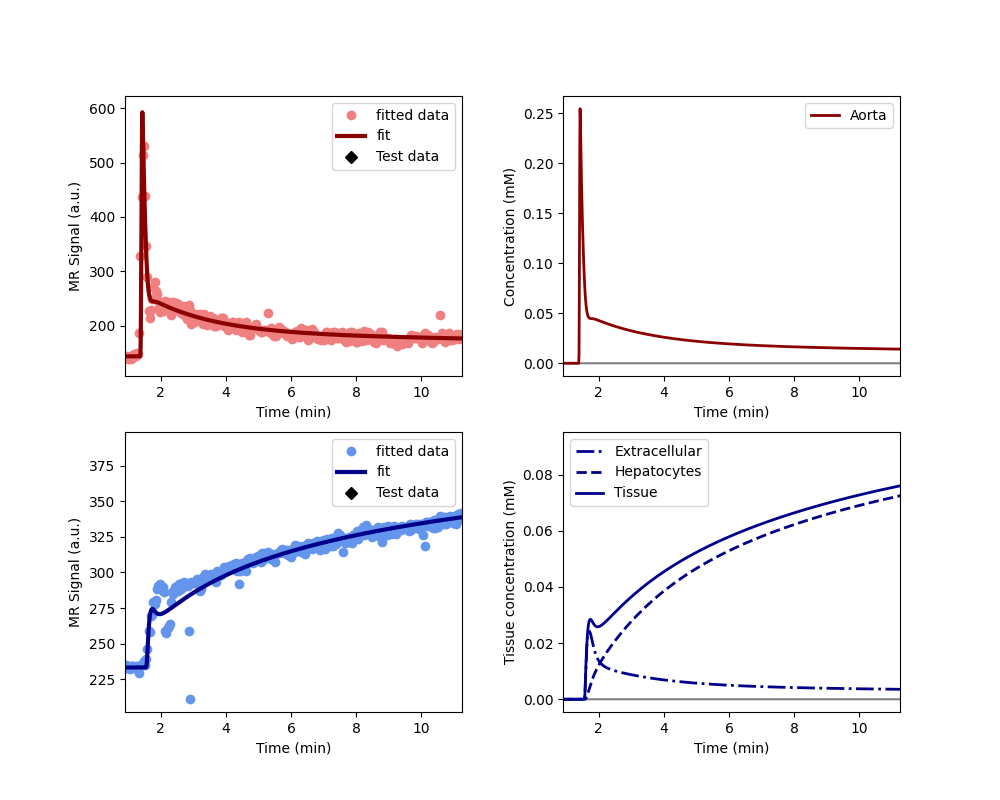 600
500
400
300
200
MR Signal (a.u.)
2 4 6 8 10
Time (min)
fitted data
fit
Test data
0.25
0.20
0.15
0.10
0.05
0.00
Concentration (mM)
2 4 6 8 10
Time (min)
Aorta
375
350
325
300
275
250
225
MR Signal (a.u.)
2 4 6 8 10
Time (min)
fitted data
fit
Test data
0.08
0.06
0.04
0.02
0.00
Tissue concentration (mM)
2 4 6 8 10
Time (min)
Extracellular
Hepatocytes
Tissue